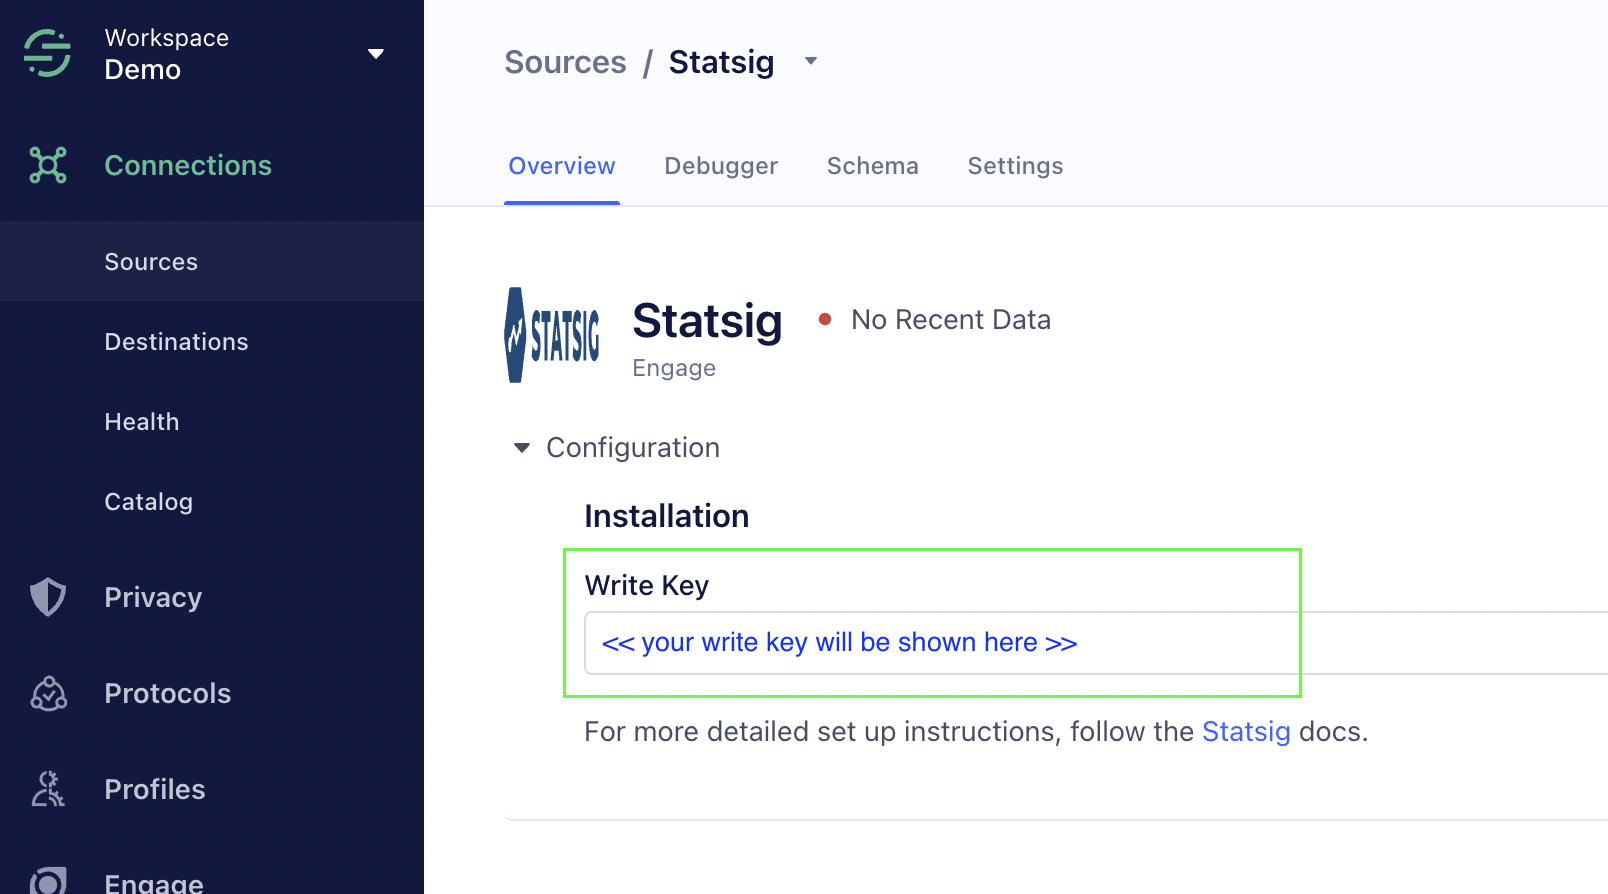 Workspace
Demo
Connections
Sources
Destinations
Health
Catalog
Privacy
Protocols
Profiles
Engage
Sources / Statsig
Overview Debugger Schema Settings
STATSIG
Statsig No Recent Data
Engage
Configuration
Installation
Write Key
<< your write key will be shown here >>
For more detailed set up instructions, follow the Statsig docs.